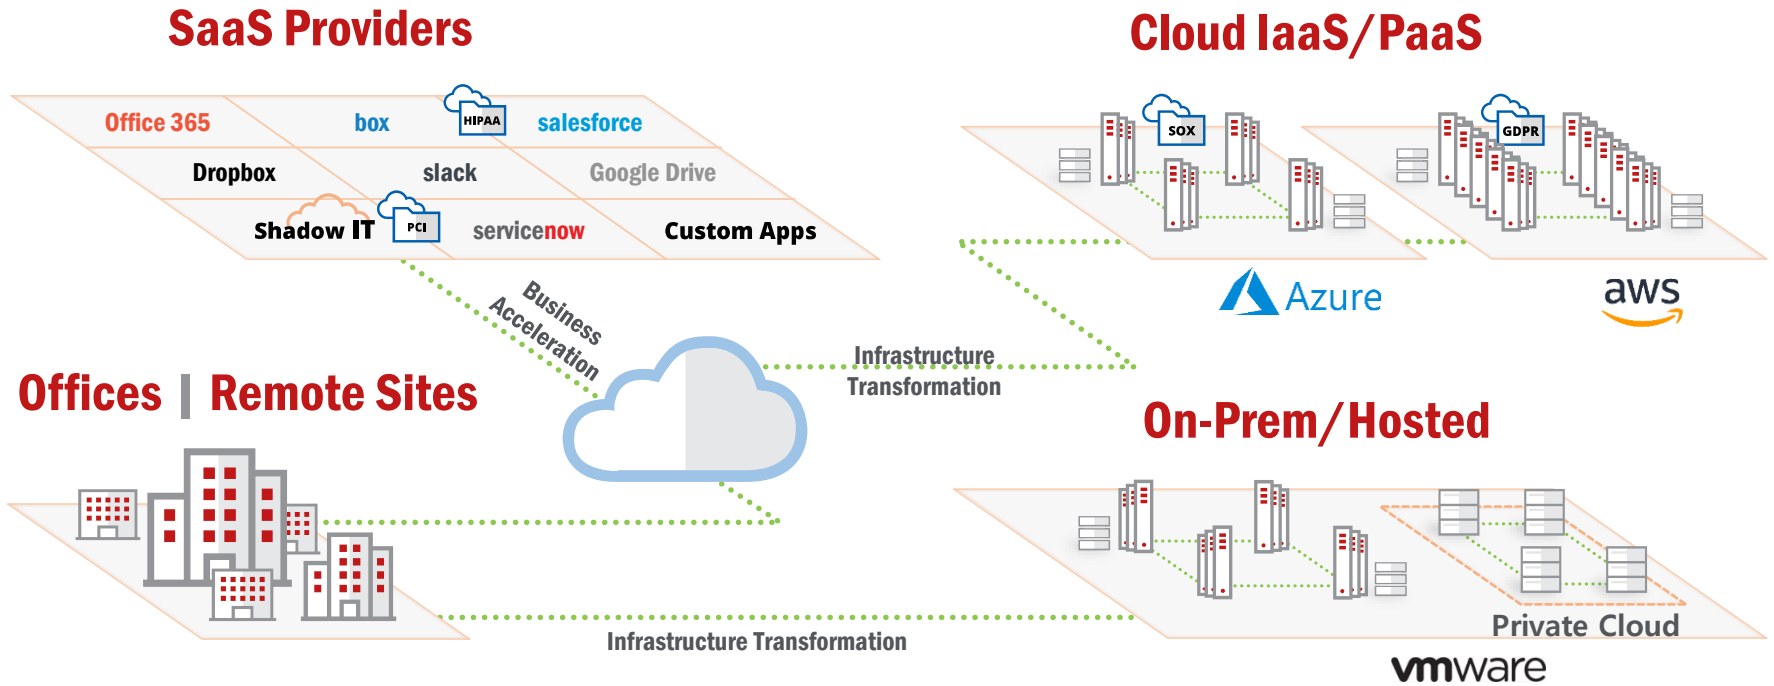 SaaS Providers
Office 365
box
HIPAA
salesforce
Dropbox
slack
Google Drive
Shadow IT
PCI
servicenow
Custom Apps
Cloud IaaS/PaaS
SOX
GDPR
Azure
aws
Business
Acceleration
Infrastructure
Transformation
Offices | Remote Sites
On-Prem/Hosted
Private Cloud
Infrastructure Transformation
vmware